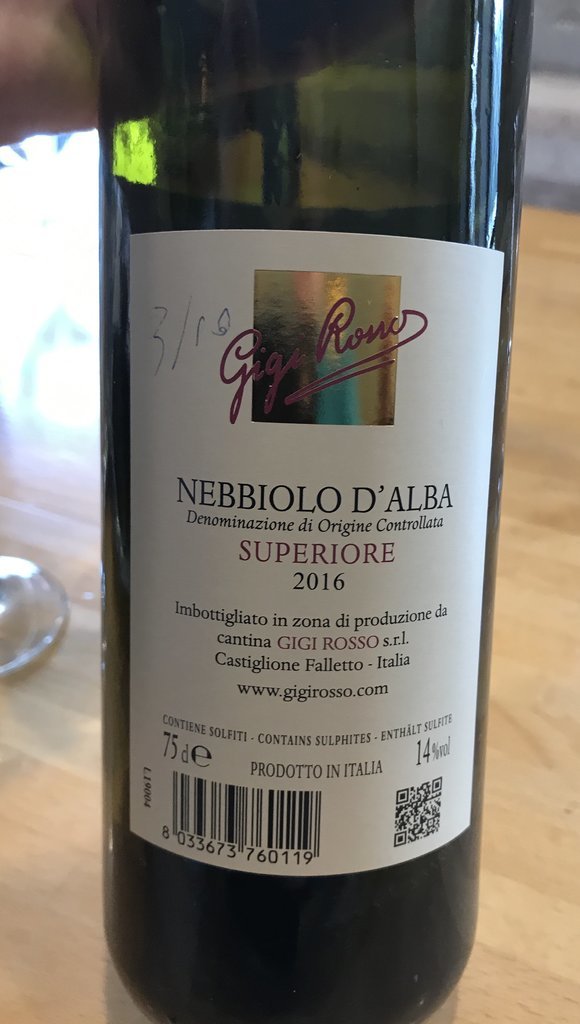 3/19
Gigi Rosso
NEBBIOLO D'ALBA
Denominazione di Origine Controllata
SUPERIORE
2016
Imbottigliato in zona di produzione da
cantina GIGI ROSSO s.r.l.
Castiglione Falletto - Italia
www.gigirosso.com
CONTIENE SOLFITI - CONTAINS SULPHITES - ENTHÄLT SULFITE
75 cl e
PRODOTTO IN ITALIA
14%vol
L19004
8 033673 760119